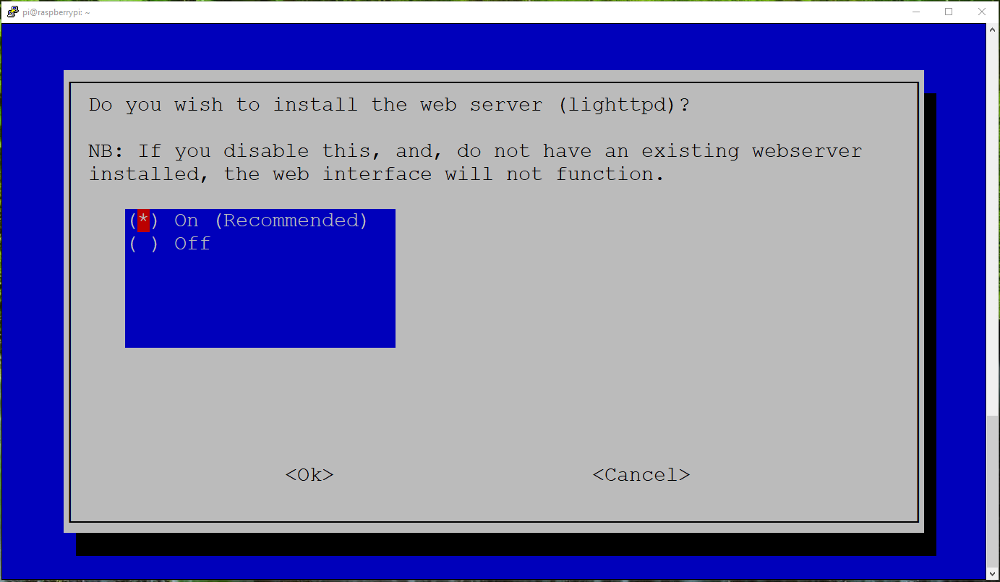 pi@raspberrypi: ~
Do you wish to install the web server (lighttpd)?
NB: If you disable this, and, do not have an existing webserver
installed, the web interface will not function.
(*) On (Recommended)
( ) Off
<Ok> <Cancel>